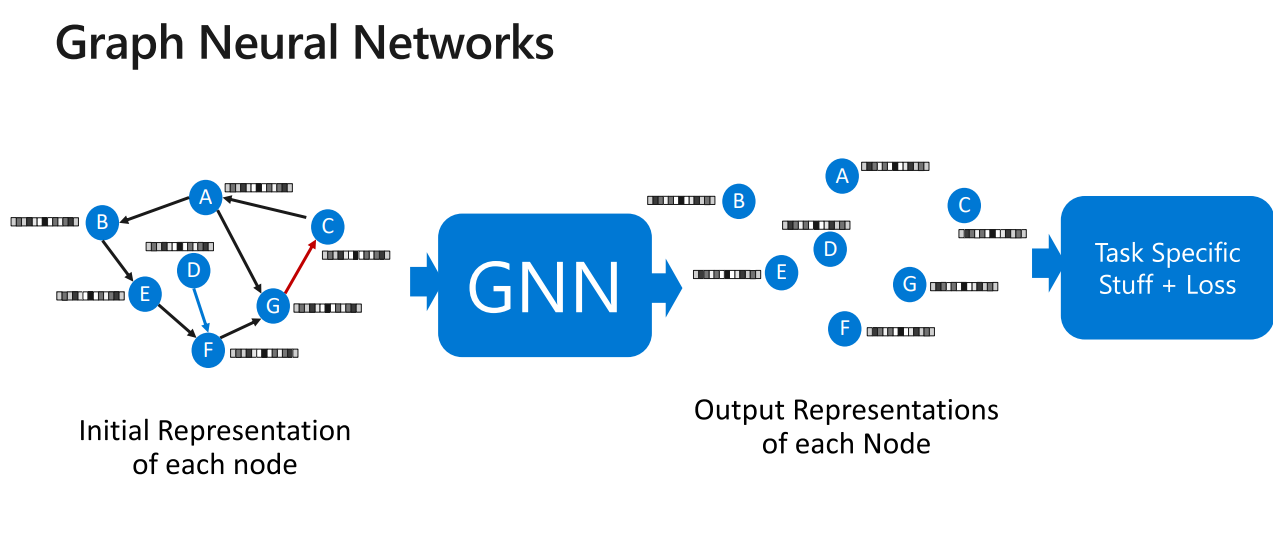 Graph Neural Networks
A
B
C
D
E
G
F
Initial Representation
of each node
GNN
A
B
C
D
E
G
F
Output Representations
of each Node
Task Specific
Stuff + Loss